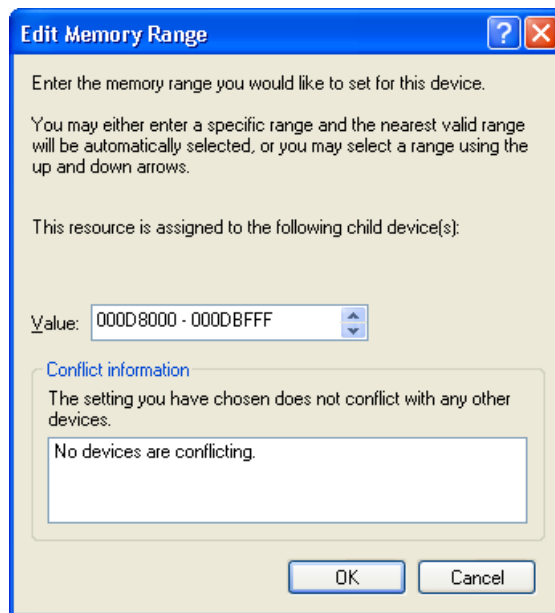 Edit Memory Range
Enter the memory range you would like to set for this device.
You may either enter a specific range and the nearest valid range
will be automatically selected, or you may select a range using the
up and down arrows.
This resource is assigned to the following child device(s):
Value: 000D8000 - 000DBFFF
Conflict information
The setting you have chosen does not conflict with any other
devices.
No devices are conflicting.
OK Cancel